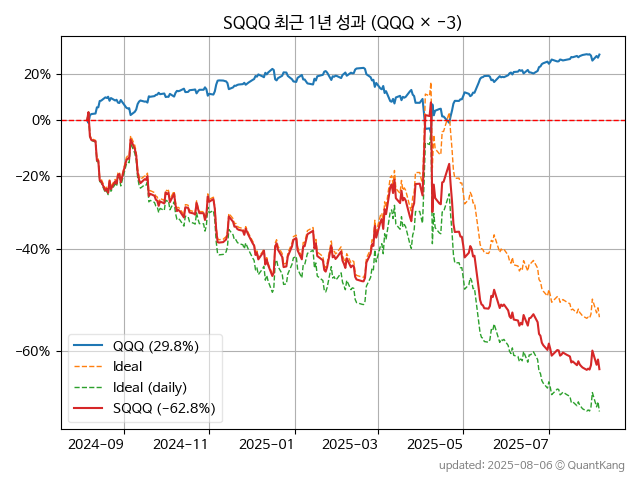 SQQQ 최근 1년 성과 (QQQ × −3)
20%
0%
−20%
−40%
−60%
QQQ (29.8%)
Ideal
Ideal (daily)
SQQQ (−62.8%)
2024-09 2024-11 2025-01 2025-03 2025-05 2025-07
updated: 2025-08-06 ⓒ QuantKang